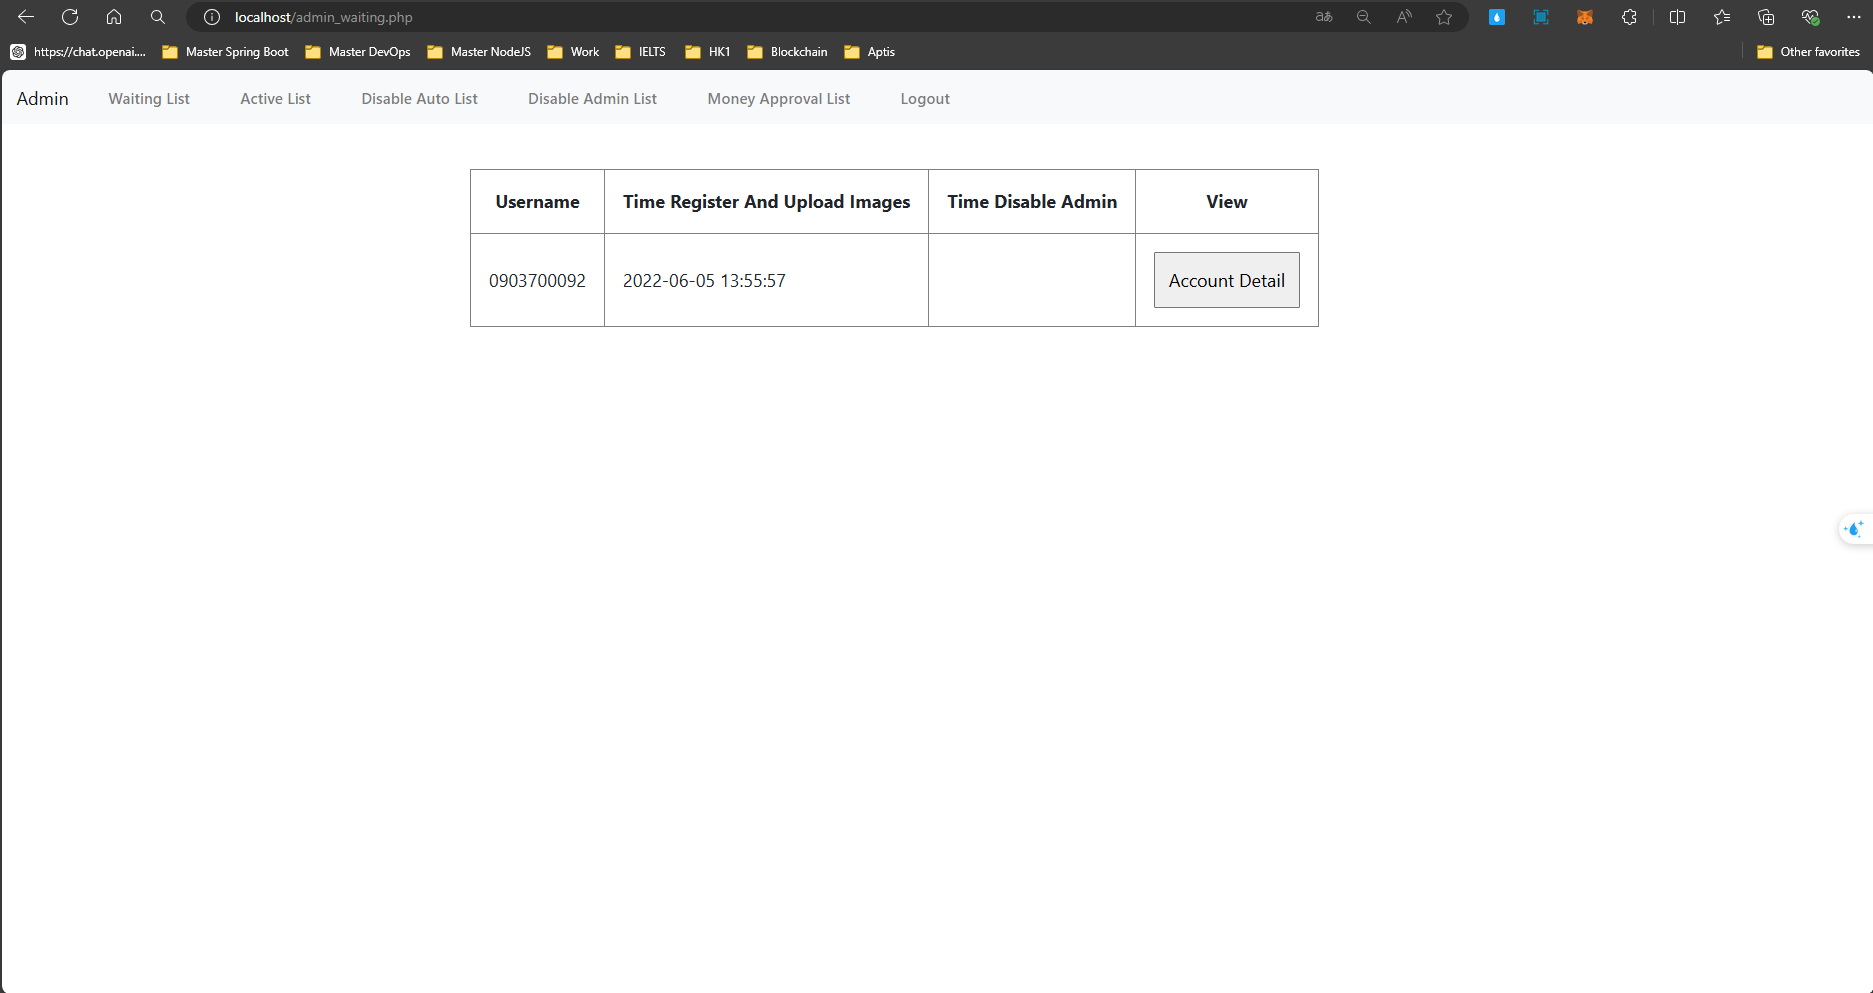 localhost/admin_waiting.php
https://chat.openai....
Master Spring Boot
Master DevOps
Master NodeJS
Work
IELTS
HK1
Blockchain
Aptis
Other favorites
Admin
Waiting List
Active List
Disable Auto List
Disable Admin List
Money Approval List
Logout
Username
Time Register And Upload Images
Time Disable Admin
View
0903700092
2022-06-05 13:55:57
Account Detail